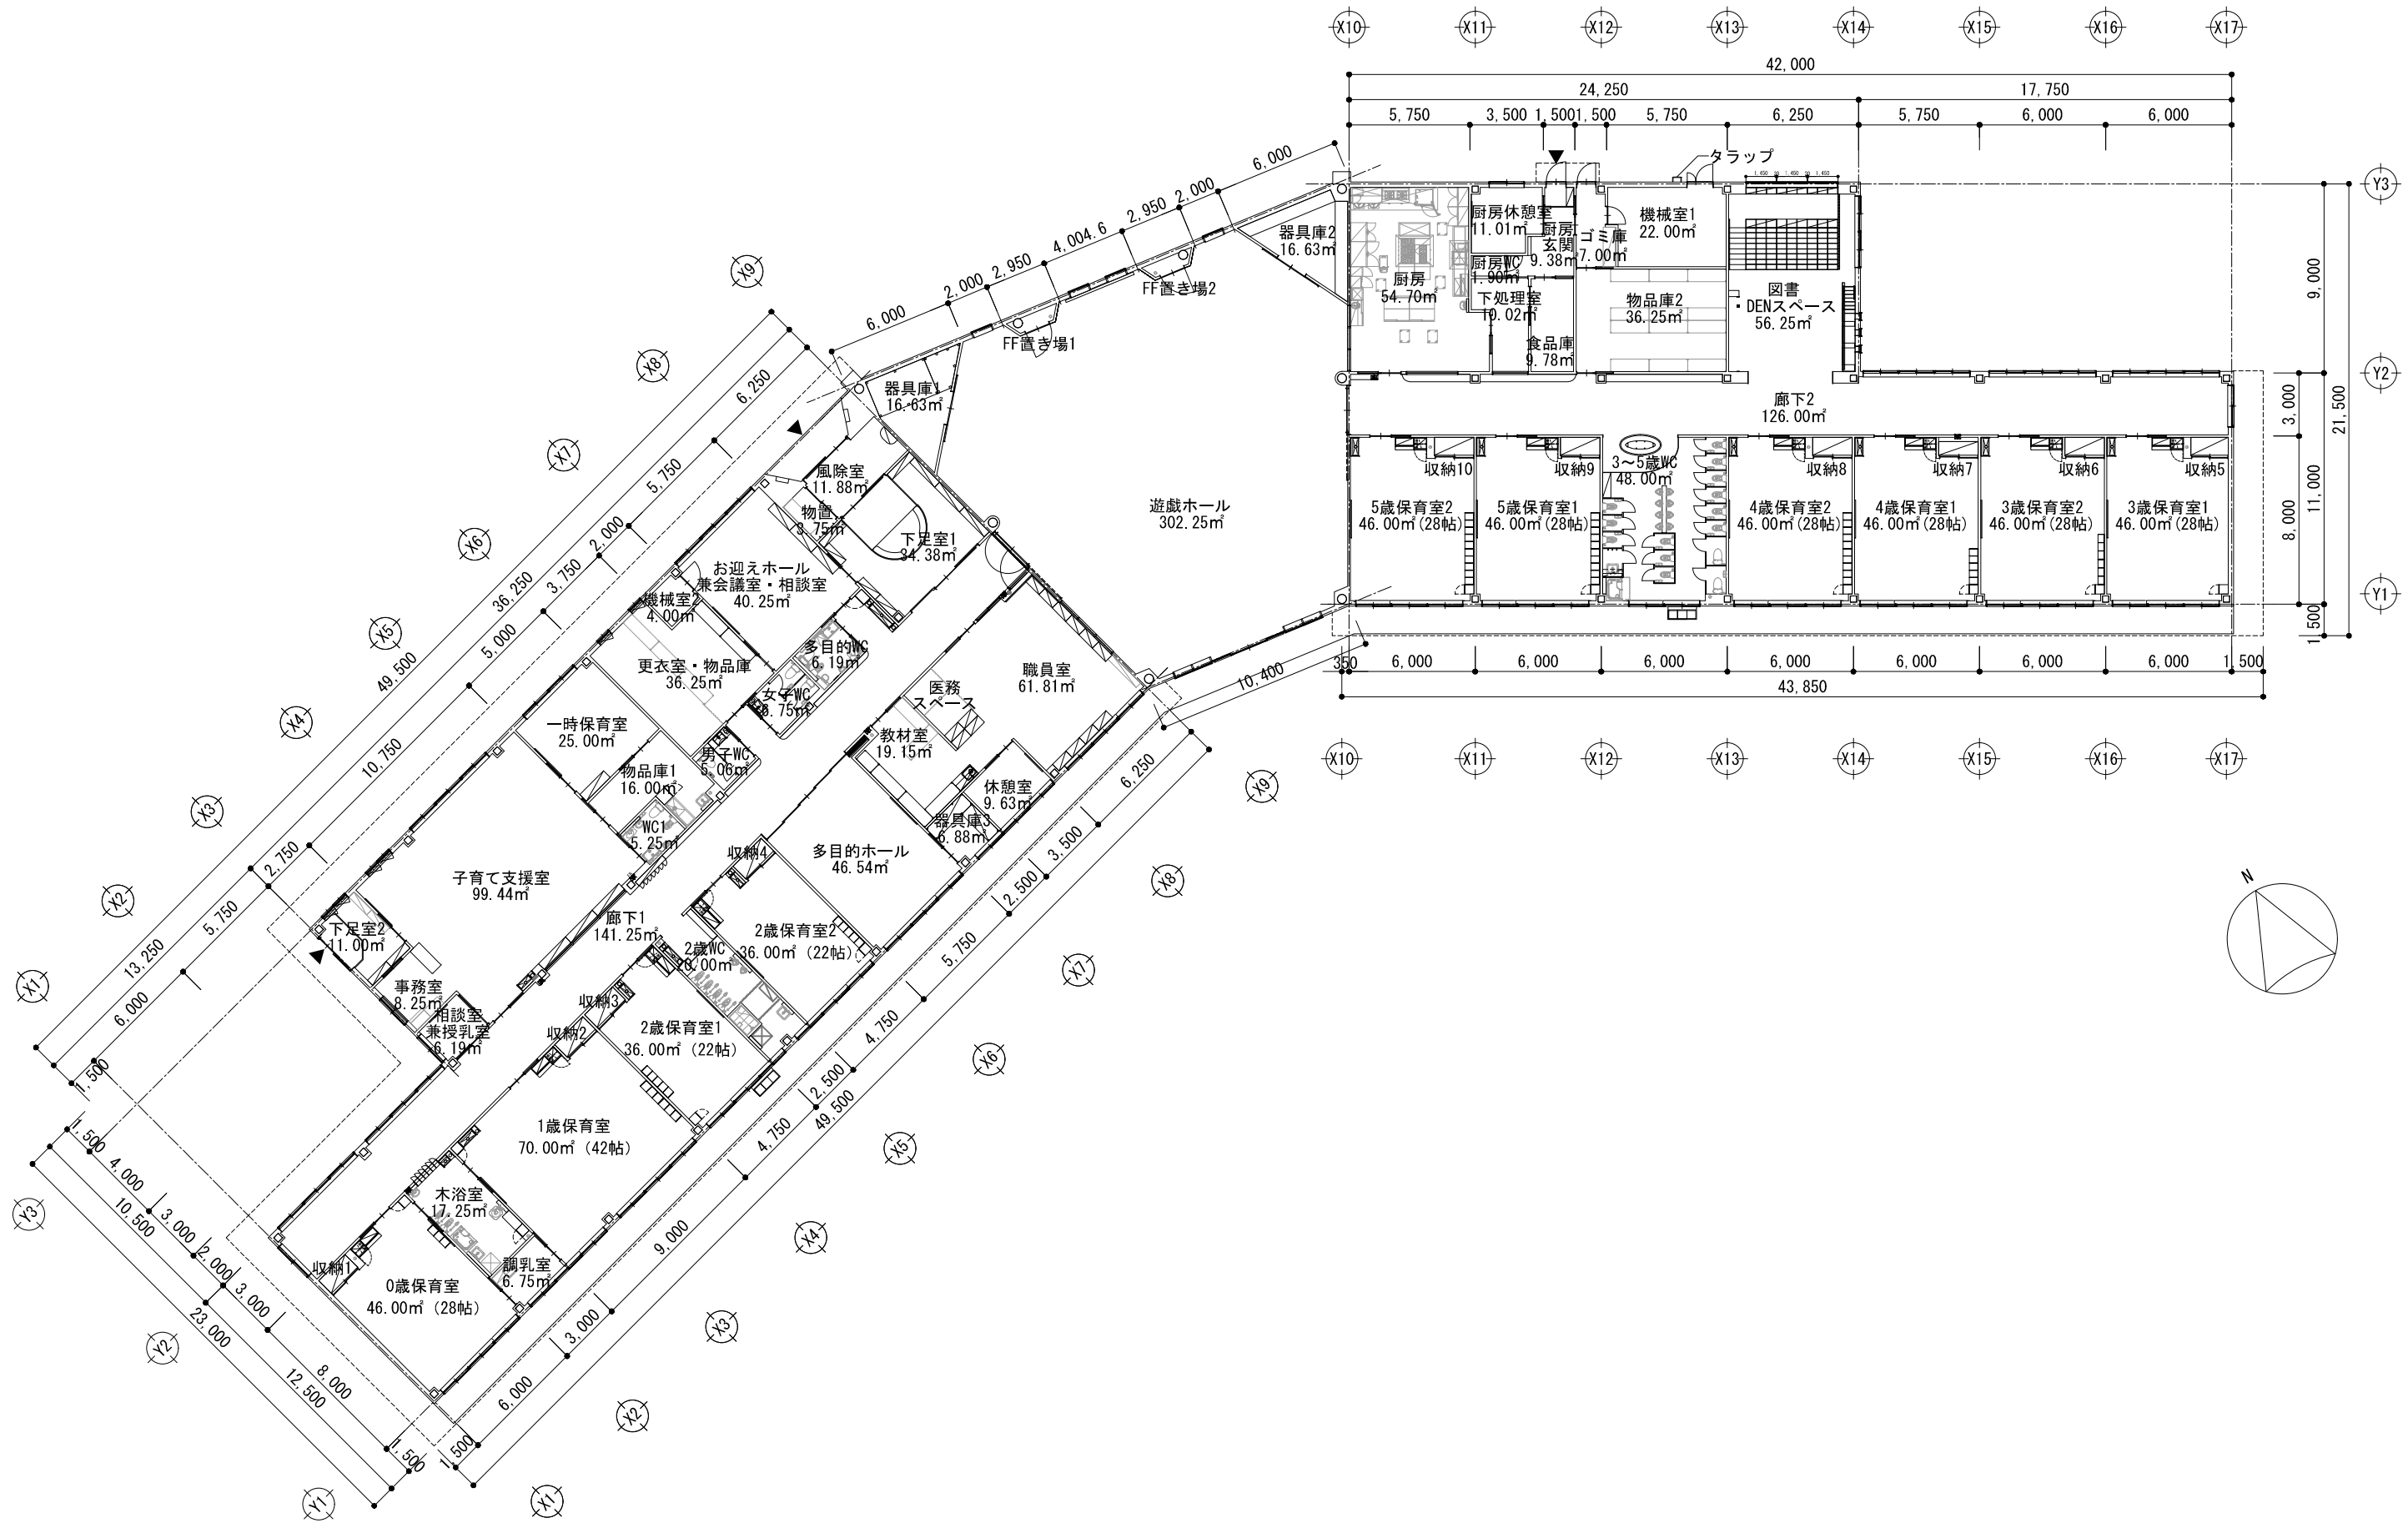 X10 X11 X12 X13 X14 X15 X16 X17
42,000
24,250 17,750
5,750 3,500 1,500 1,500 5,750 6,250 5,750 6,000 6,000
タラップ
Y3
Y2
Y1
9,000
3,000
21,500
11,000
8,000
1,500
6,000
2,000
2,950
4,004.6
2,950
2,000
6,000
器具庫2
16.63㎡
FF置き場2
FF置き場1
器具庫1
16.63㎡
厨房
54.70㎡
厨房休憩室
11.01㎡
厨房
玄関
9.38㎡
ゴミ庫
7.00㎡
機械室1
22.00㎡
厨房WC
1.90㎡
下処理室
10.02㎡
食品庫
9.78㎡
物品庫2
36.25㎡
図書
・DENスペース
56.25㎡
廊下2
126.00㎡
収納10
収納9
3〜5歳WC
48.00㎡
収納8
収納7
収納6
収納5
5歳保育室2
46.00㎡(28帖)
5歳保育室1
46.00㎡(28帖)
4歳保育室2
46.00㎡(28帖)
4歳保育室1
46.00㎡(28帖)
3歳保育室2
46.00㎡(28帖)
3歳保育室1
46.00㎡(28帖)
遊戯ホール
302.25㎡
350 6,000 6,000 6,000 6,000 6,000 6,000 6,000 1,500
43,850
10,400
X10 X11 X12 X13 X14 X15 X16 X17
X9
X8
X7
X6
X5
X4
X3
X2
X1
6,250
5,750
2,000
3,750
5,000
10,750
2,750
5,750
6,000
1,500
36,250
13,250
49,500
風除室
11.88㎡
物置
3.75㎡
下足室1
34.38㎡
お迎えホール
兼会議室・相談室
40.25㎡
機械室2
4.00㎡
更衣室・物品庫
36.25㎡
多目的WC
6.19㎡
女子WC
6.75㎡
男子WC
5.06㎡
一時保育室
25.00㎡
物品庫1
16.00㎡
WC1
5.25㎡
職員室
61.81㎡
医務
スペース
教材室
19.15㎡
休憩室
9.63㎡
器具庫3
6.88㎡
多目的ホール
46.54㎡
収納4
子育て支援室
99.44㎡
廊下1
141.25㎡
2歳保育室2
36.00㎡（22帖）
2歳WC
20.00㎡
下足室2
11.00㎡
事務室
8.25㎡
相談室
兼授乳室
6.19㎡
収納3
収納2
2歳保育室1
36.00㎡（22帖）
1歳保育室
70.00㎡（42帖）
木浴室
17.25㎡
調乳室
6.75㎡
収納1
0歳保育室
46.00㎡（28帖）
1,500
4,000
3,000
2,000
3,000
8,000
1,500
10,500
12,500
23,000
Y3
Y2
Y1
6,250
3,500
2,500
5,750
4,750
2,500
4,750
9,000
3,000
6,000
1,500
49,500
X9
X8
X7
X6
X5
X4
X3
X2
X1
N